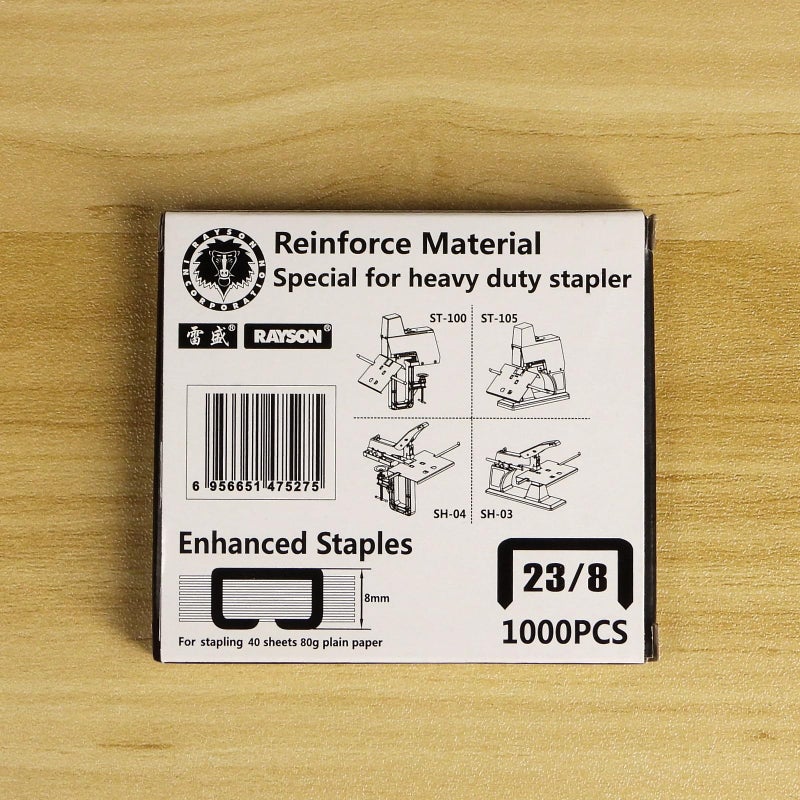 RAYSON IN INCORPORATION
Reinforce Material
Special for heavy duty stapler
雷盛® RAYSON®
ST-100 ST-105
SH-04 SH-03
6 956651 475275
Enhanced Staples
8mm
For stapling 40 sheets 80g plain paper
23/8
1000PCS